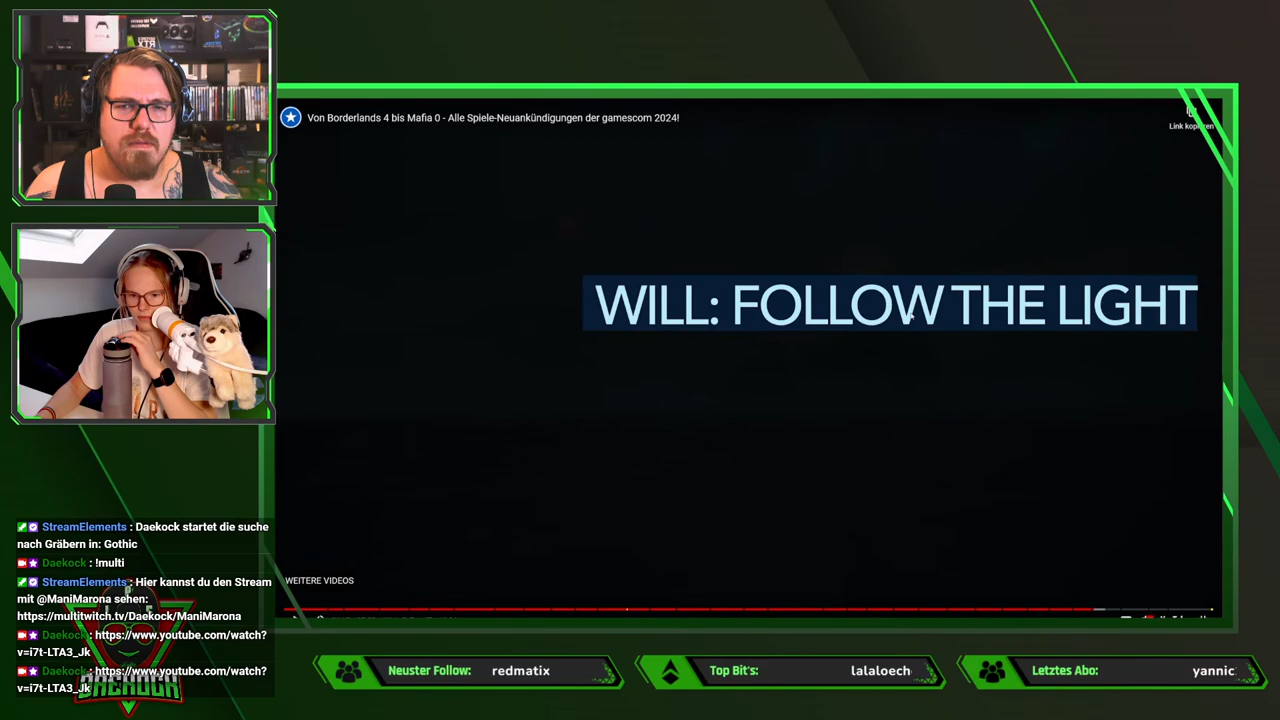 Von Borderlands 4 bis Mafia 0 - Alle Spiele-Neuankündigungen der gamescom 2024!
Link kopieren
WILL: FOLLOW THE LIGHT
WEITERE VIDEOS
StreamElements : Daekock startet die suche
nach Gräbern in: Gothic
Daekock : !multi
StreamElements : Hier kannst du den Stream
mit @ManiMarona sehen:
https://multitwitch.tv/Daekock/ManiMarona
Daekock : https://www.youtube.com/watch?
v=i7t-LTA3_Jk
Daekock : https://www.youtube.com/watch?
v=i7t-LTA3_Jk
DAEKOCK
Neuster Follow: redmatix
Top Bit's: lalaloech
Letztes Abo: yannic